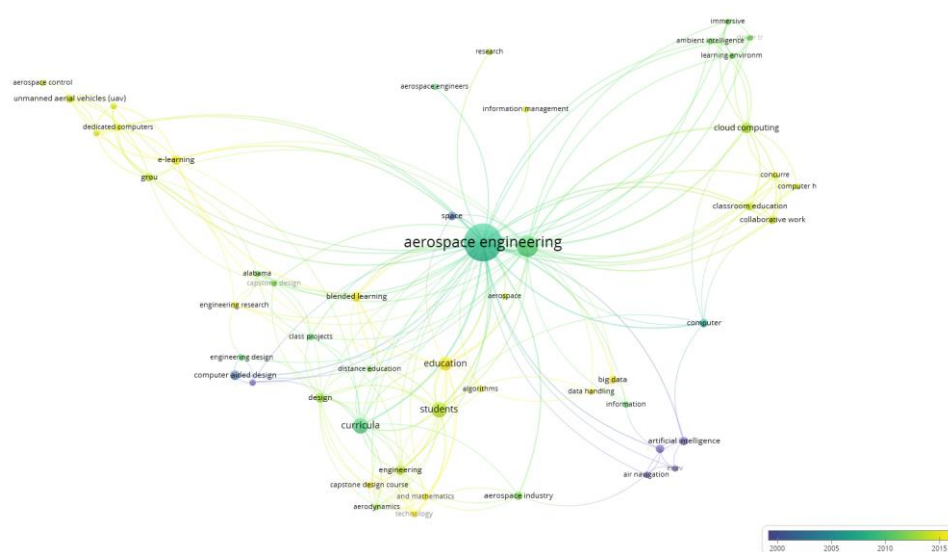 immersive
ambient intelligence
learning environm
research
aerospace engineers
aerospace control
unmanned aerial vehicles (uav)
information management
dedicated computers
cloud computing
e-learning
grou
concurre
computer h
classroom education
collaborative work
space
aerospace engineering
alabama
capstone design
blended learning
aerospace
engineering research
computer
class projects
engineering design
computer aided design
distance education
education
big data
algorithms
data handling
design
students
information
curricula
artificial intelligence
engineering
air navigation
capstone design course
and mathematics
aerospace industry
aerodynamics
technology
2000 2005 2010 2015